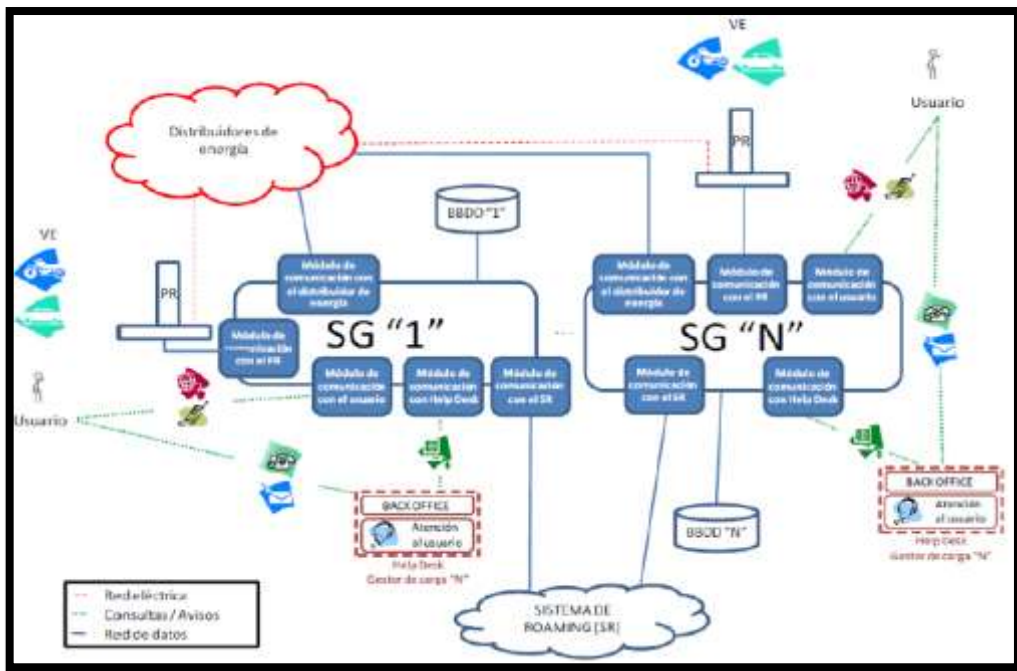 VE
Usuario
Distribuidores de
energía
PR
BBDD "1"
VE
PR
Módulo de
comunicación con
el distribuidor de
energía
Módulo de
comunicación con
el distribuidor de
energía
Módulo de
comunicación
con el PR
Módulo de
comunicación
con el usuario
SG "1"
SG "N"
Módulo de
comunicación
con el PR
Módulo de
comunicación
con el usuario
Módulo de
comunicación
con Help Desk
Módulo de
comunicación
con el SR
Módulo de
comunicación
con el SR
Módulo de
comunicación
con Help Desk
Usuario
BACK OFFICE
Atención
al usuario
Help Desk
Gestor de carga "N"
BBDD "N"
BACK OFFICE
Atención
al usuario
Help Desk
Gestor de carga "N"
SISTEMA DE
ROAMING (SR)
Red eléctrica
Consultas / Avisos
Red de datos